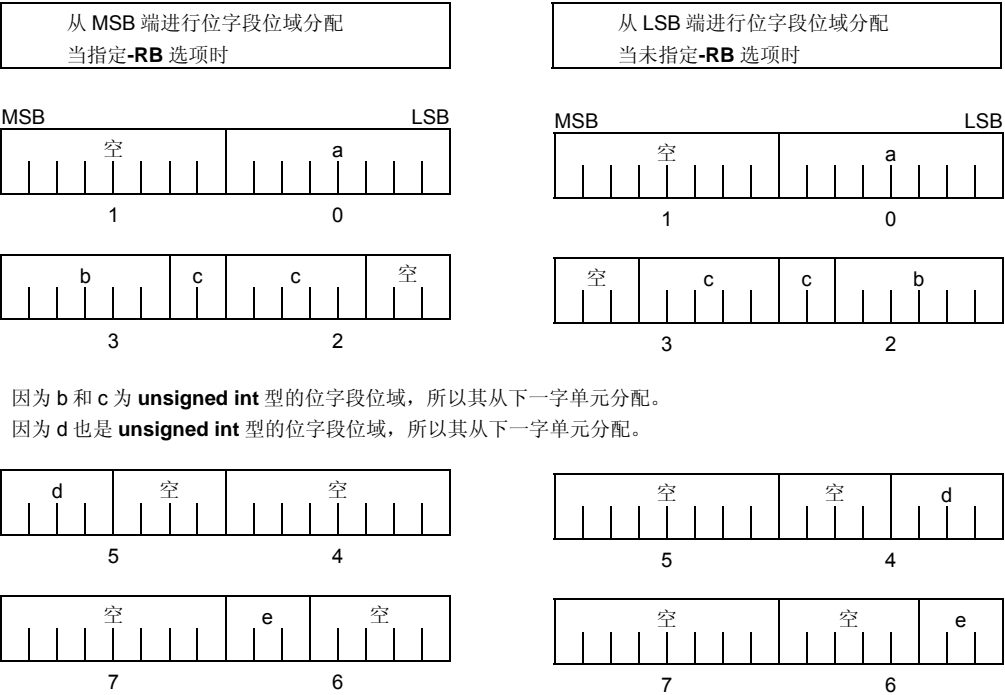 从 MSB 端进行位字段位域分配
当指定-RB 选项时
从 LSB 端进行位字段位域分配
当未指定-RB 选项时
MSB LSB
空 a
1 0
MSB LSB
空 a
1 0
b c c 空
3 2
空 c c b
3 2
因为 b 和 c 为 unsigned int 型的位字段位域，所以其从下一字单元分配。
因为 d 也是 unsigned int 型的位字段位域，所以其从下一字单元分配。
d 空 空
5 4
空 空 d
5 4
空 e 空
7 6
空 空 e
7 6